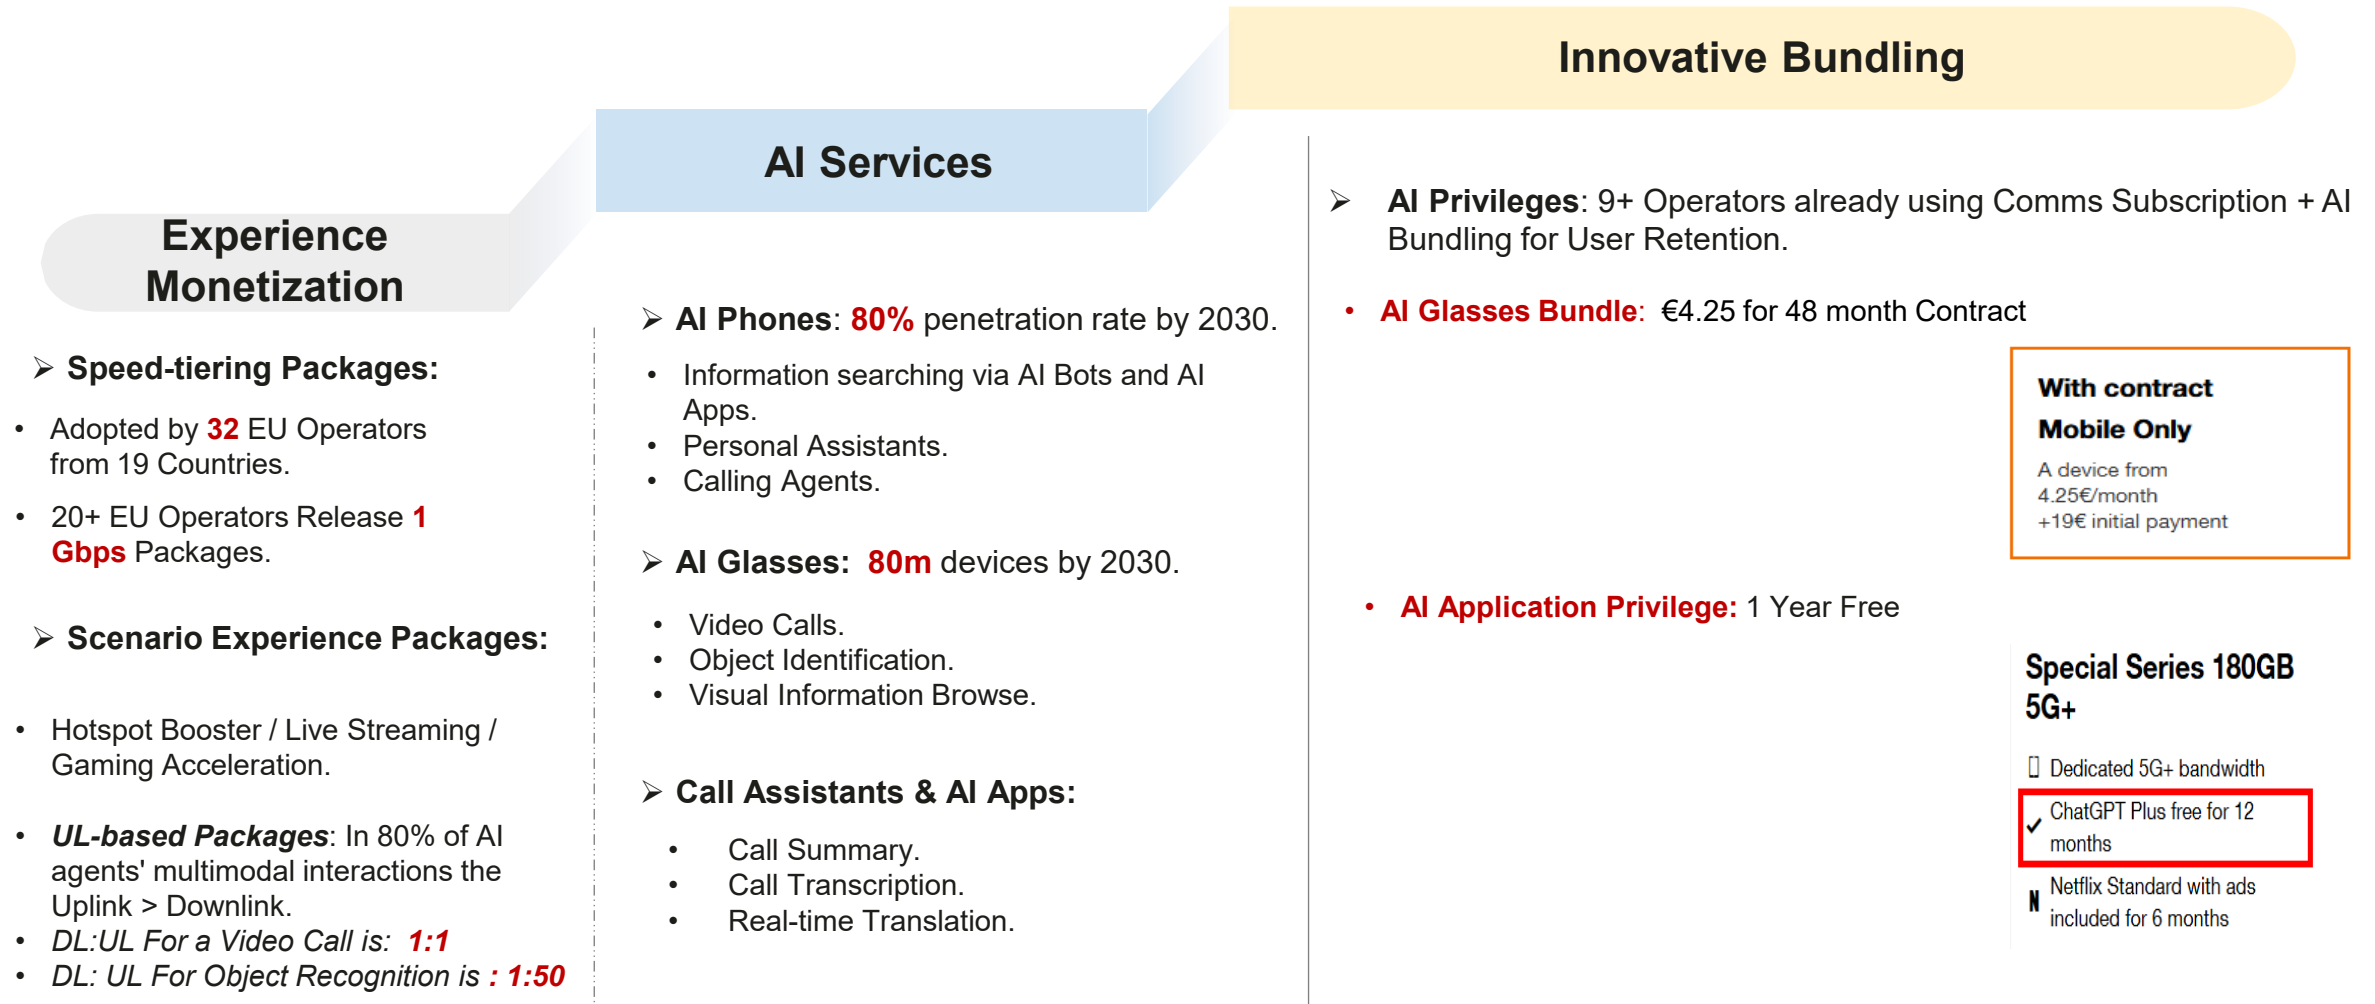 Experience
Monetization
➢ Speed-tiering Packages:
• Adopted by 32 EU Operators
from 19 Countries.
• 20+ EU Operators Release 1
Gbps Packages.
➢ Scenario Experience Packages:
• Hotspot Booster / Live Streaming /
Gaming Acceleration.
• UL-based Packages: In 80% of AI
agents' multimodal interactions the
Uplink > Downlink.
• DL:UL For a Video Call is: 1:1
• DL: UL For Object Recognition is : 1:50
AI Services
➢ AI Phones: 80% penetration rate by 2030.
• Information searching via AI Bots and AI
Apps.
• Personal Assistants.
• Calling Agents.
➢ AI Glasses: 80m devices by 2030.
• Video Calls.
• Object Identification.
• Visual Information Browse.
➢ Call Assistants & AI Apps:
• Call Summary.
• Call Transcription.
• Real-time Translation.
Innovative Bundling
➢ AI Privileges: 9+ Operators already using Comms Subscription + AI
Bundling for User Retention.
• AI Glasses Bundle: €4.25 for 48 month Contract
With contract
Mobile Only
A device from
4.25€/month
+19€ initial payment
• AI Application Privilege: 1 Year Free
Special Series 180GB
5G+
Dedicated 5G+ bandwidth
✓ ChatGPT Plus free for 12
months
N Netflix Standard with ads
included for 6 months